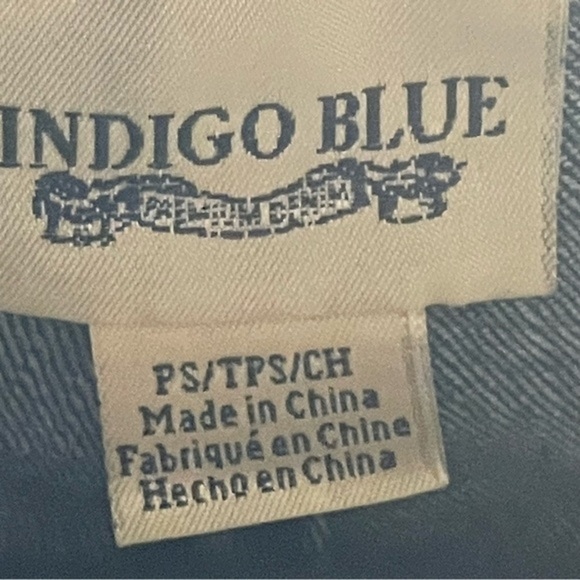 INDIGO BLUE
PS/TPS/CH
Made in China
Fabriqué en Chine
Hecho en China